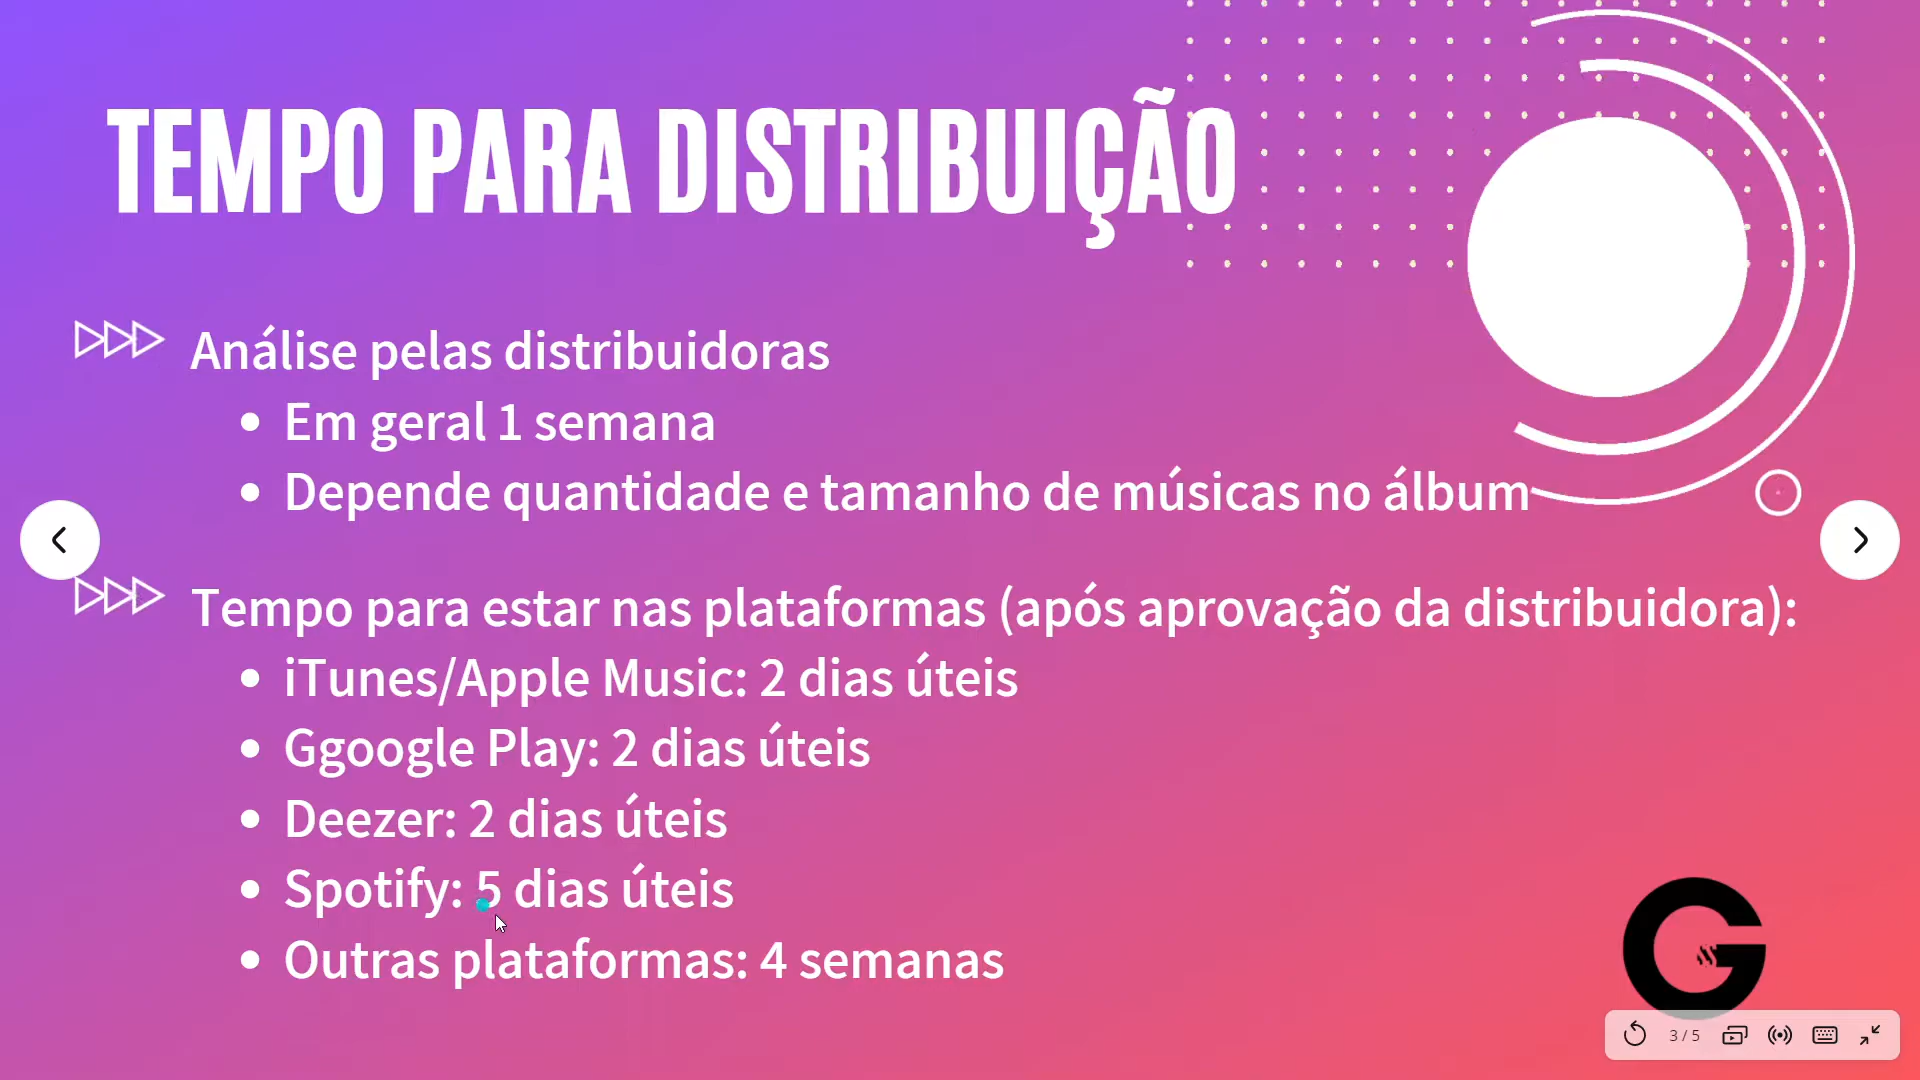 TEMPO PARA DISTRIBUIÇÃO
Análise pelas distribuidoras
• Em geral 1 semana
• Depende quantidade e tamanho de músicas no álbum
Tempo para estar nas plataformas (após aprovação da distribuidora):
• iTunes/Apple Music: 2 dias úteis
• Ggoogle Play: 2 dias úteis
• Deezer: 2 dias úteis
• Spotify: 5 dias úteis
• Outras plataformas: 4 semanas
G
3 / 5